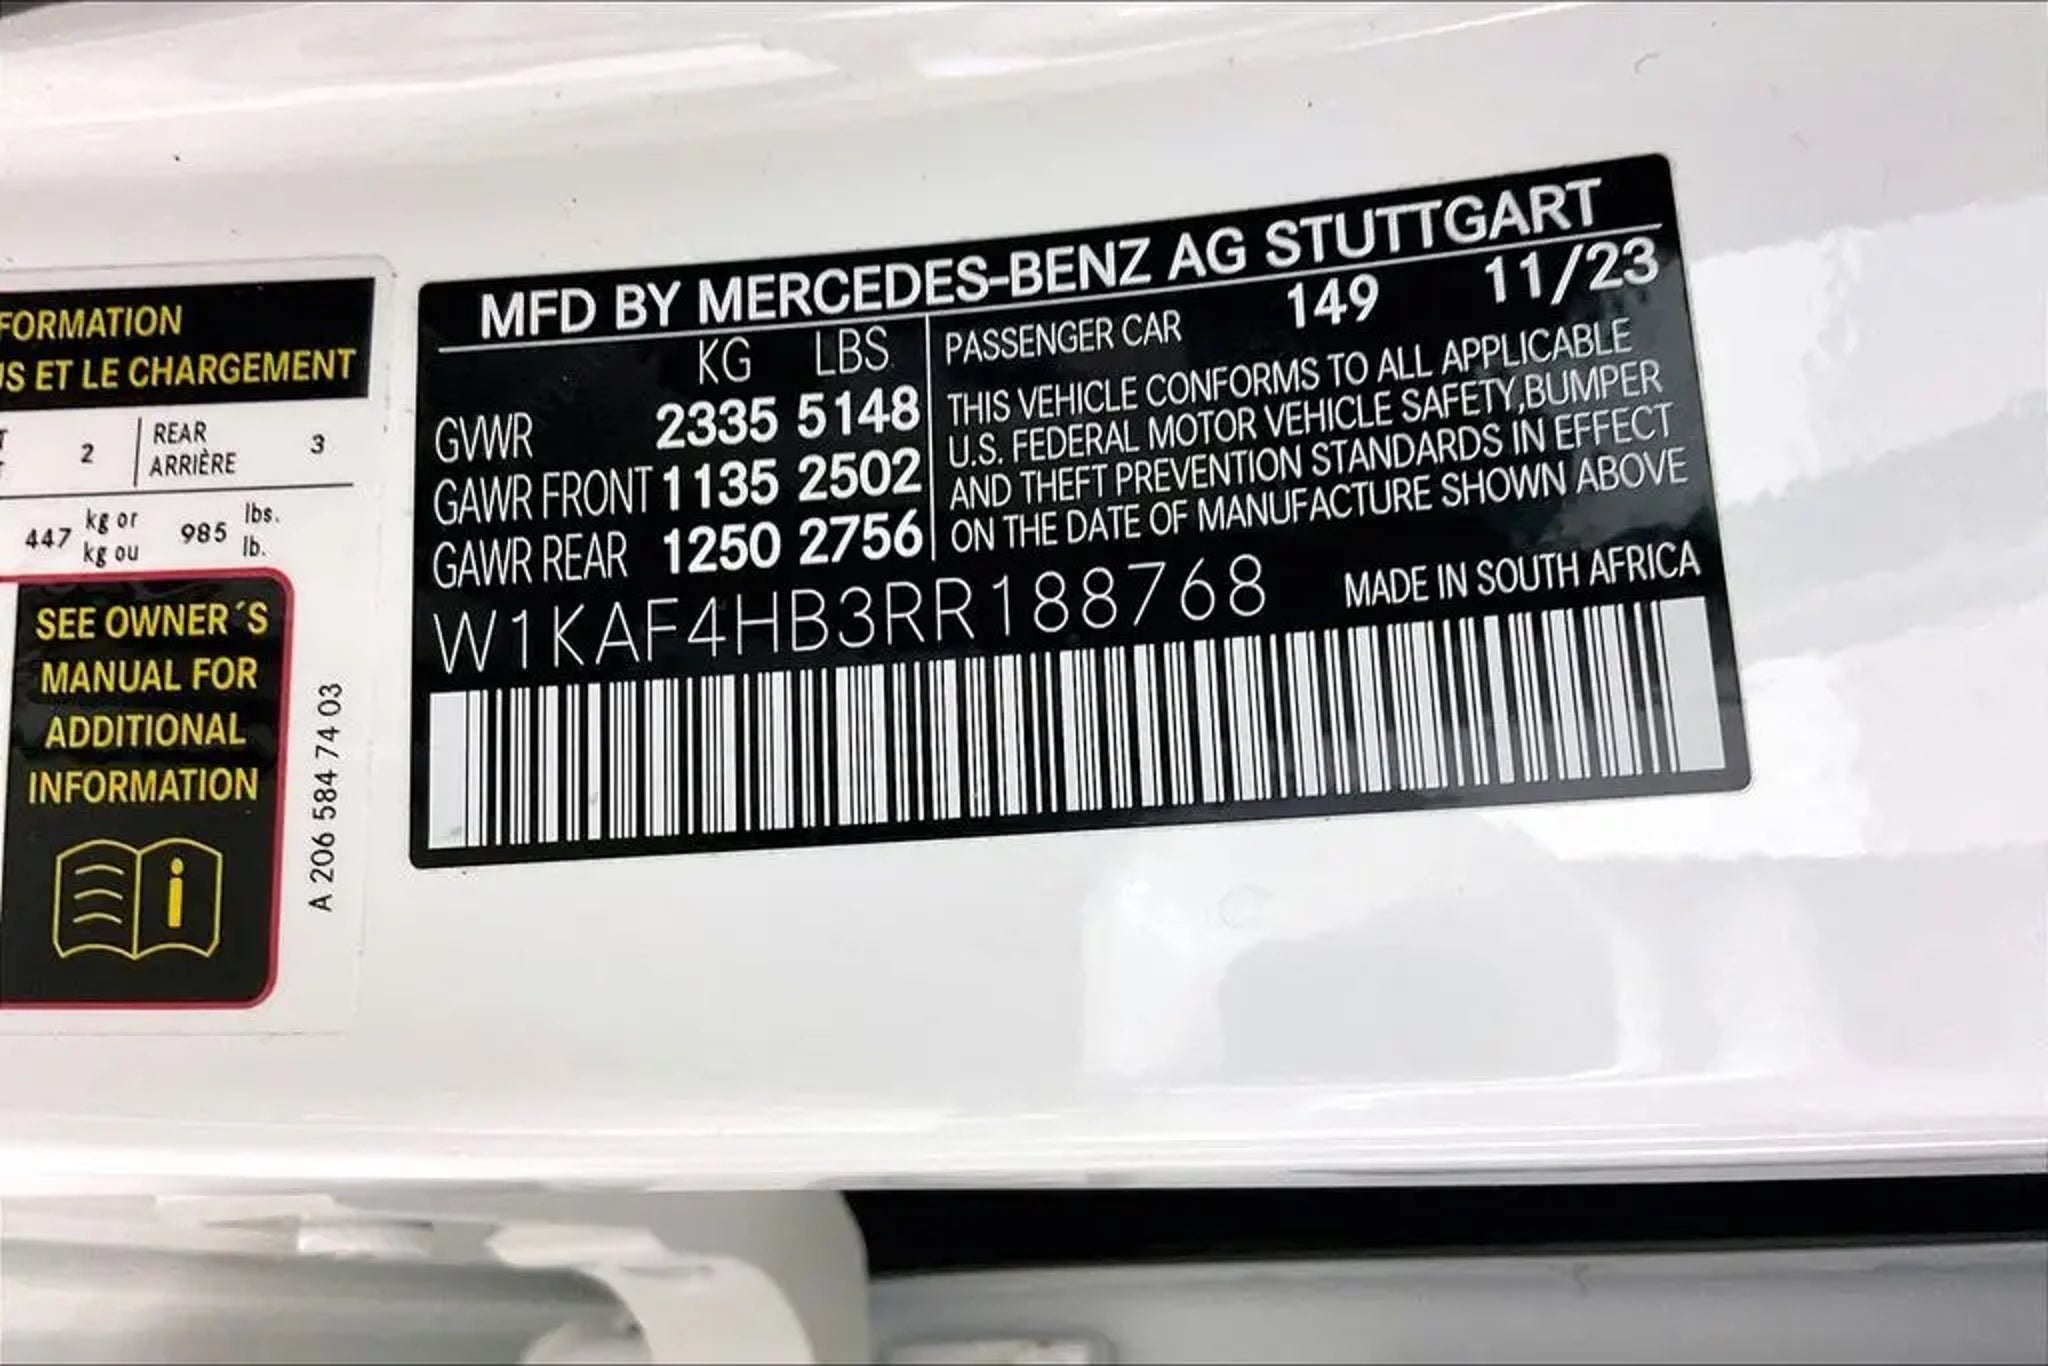 FORMATION
US ET LE CHARGEMENT
2 REAR ARRIÈRE 3
447 kg or kg ou 985 lbs. lb.
SEE OWNER´S
MANUAL FOR
ADDITIONAL
INFORMATION
i
A 206 584 74 03
MFD BY MERCEDES-BENZ AG STUTTGART
KG LBS
GVWR 2335 5148
GAWR FRONT 1135 2502
GAWR REAR 1250 2756
PASSENGER CAR 149 11/23
THIS VEHICLE CONFORMS TO ALL APPLICABLE
U.S. FEDERAL MOTOR VEHICLE SAFETY,BUMPER
AND THEFT PREVENTION STANDARDS IN EFFECT
ON THE DATE OF MANUFACTURE SHOWN ABOVE
W1KAF4HB3RR188768 MADE IN SOUTH AFRICA